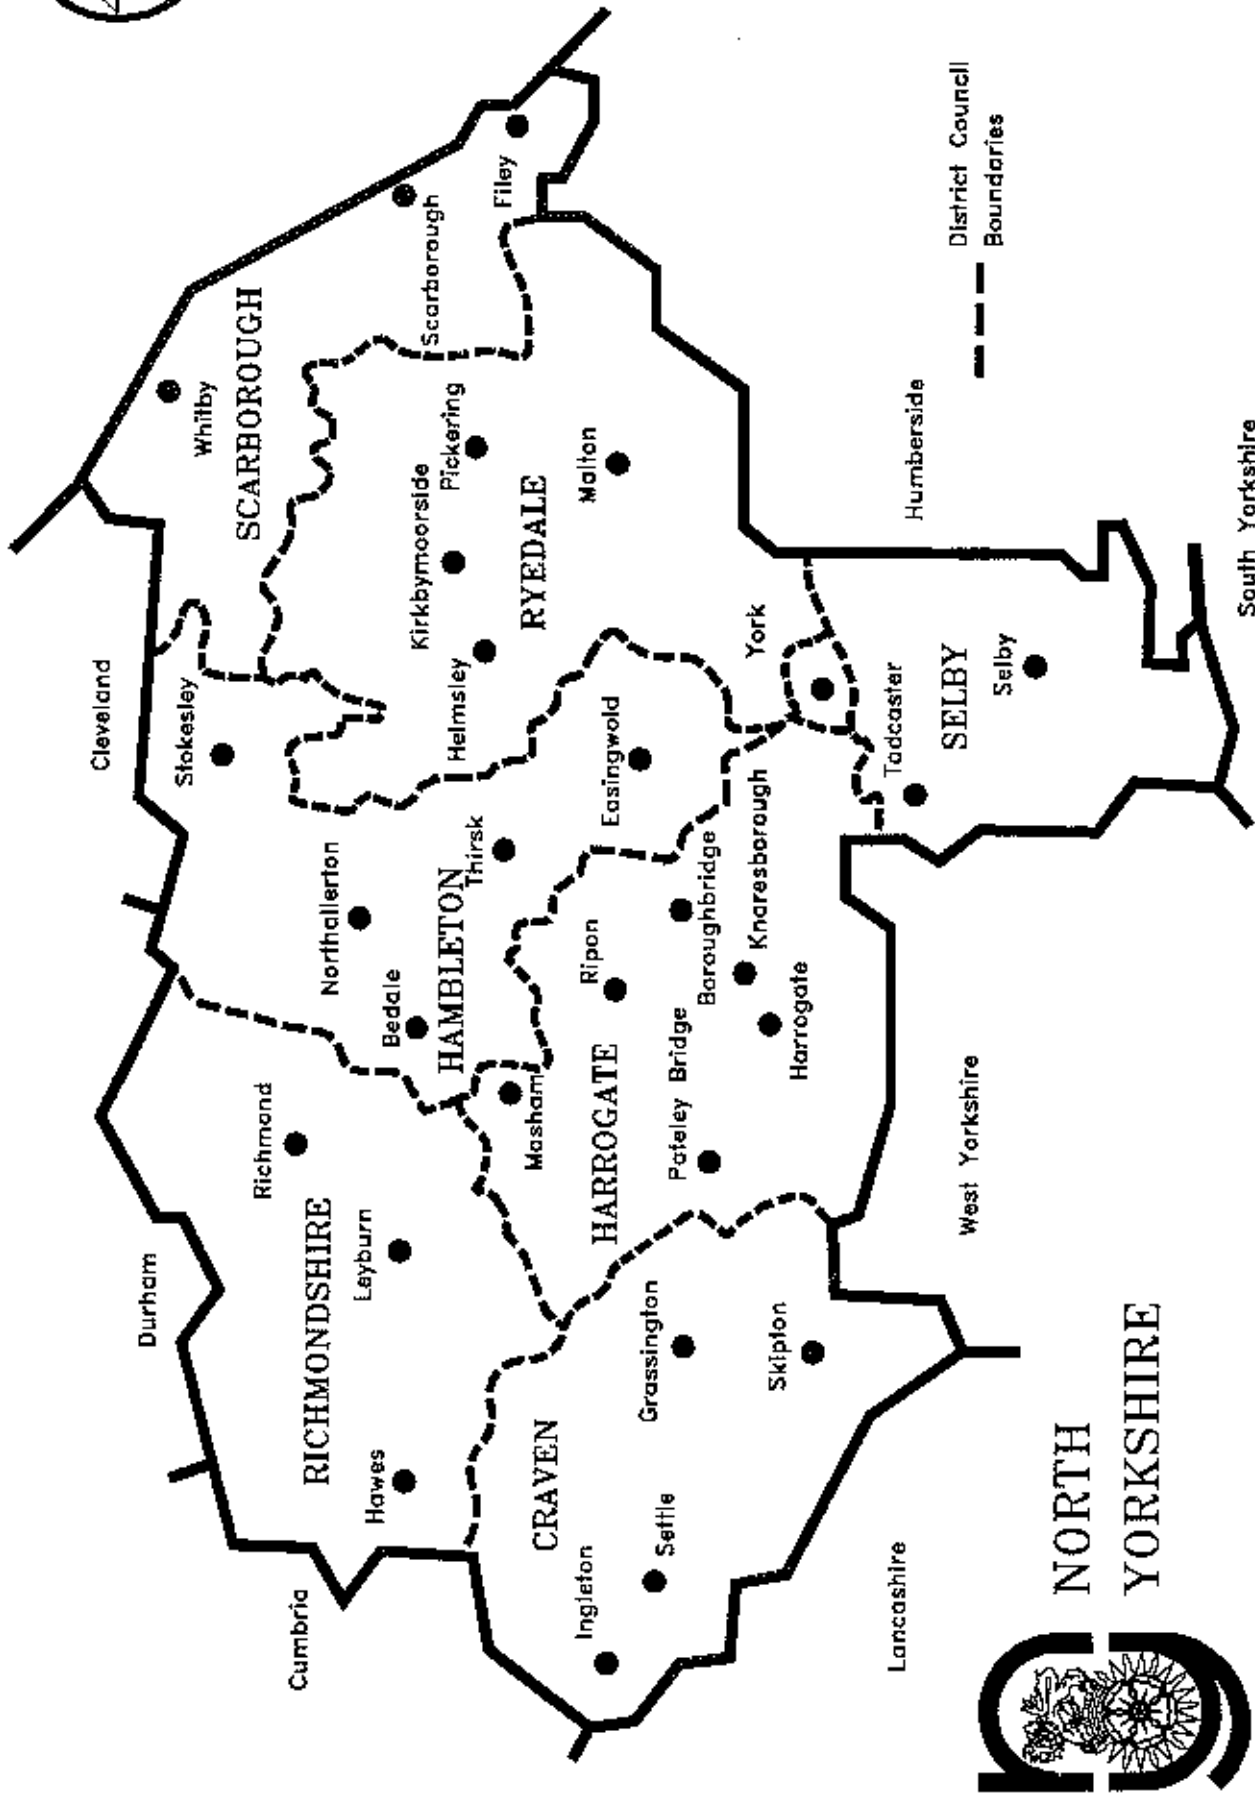 Cleveland
Durham
Cumbria
Whitby
SCARBOROUGH
Stokesley
Scarborough
Filey
Richmond
Northallerton
RICHMONDSHIRE
Hawes
Leyburn
Bedale
HAMBLETON
Thirsk
Helmsley
Kirkbymoorside
Pickering
RYEDALE
Malton
Masham
CRAVEN
Ingleton
Settle
Grassington
HARROGATE
Ripon
Easingwold
Pateley Bridge
Boroughbridge
Knaresborough
York
Skipton
Harrogate
Tadcaster
SELBY
Selby
Humberside
Lancashire
West Yorkshire
South Yorkshire
District Council
Boundaries
NORTH
YORKSHIRE